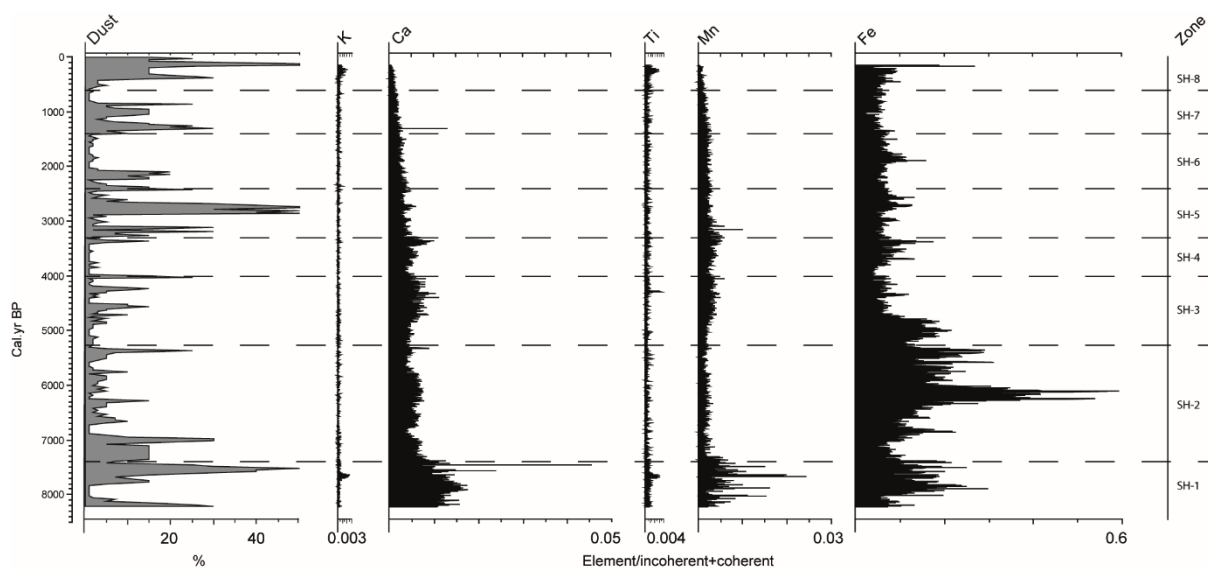 Dust K Ca Ti Mn Fe Zone
0
1000
2000
3000
4000
5000
6000
7000
8000
Cal.yr BP
SH-8
SH-7
SH-6
SH-5
SH-4
SH-3
SH-2
SH-1
20 40 0.003 0.05 0.004 0.03 0.6
% Element/incoherent+coherent